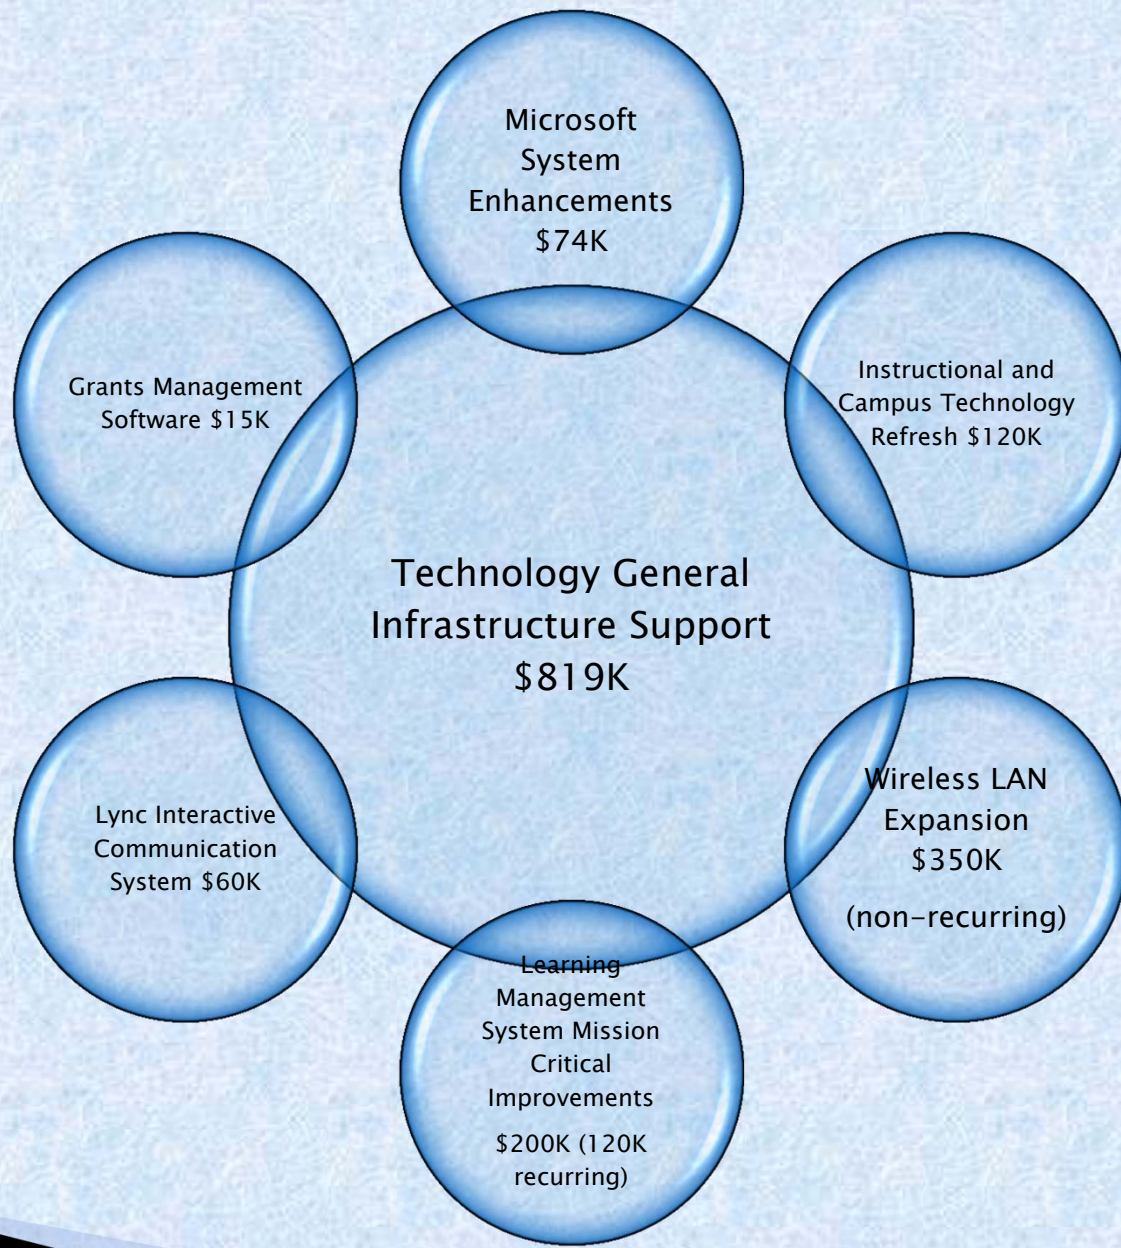 Microsoft
System
Enhancements
$74K
Grants Management
Software $15K
Instructional and
Campus Technology
Refresh $120K
Technology General
Infrastructure Support
$819K
Lync Interactive
Communication
System $60K
Wireless LAN
Expansion
$350K
(non-recurring)
Learning
Management
System Mission
Critical
Improvements
$200K (120K
recurring)